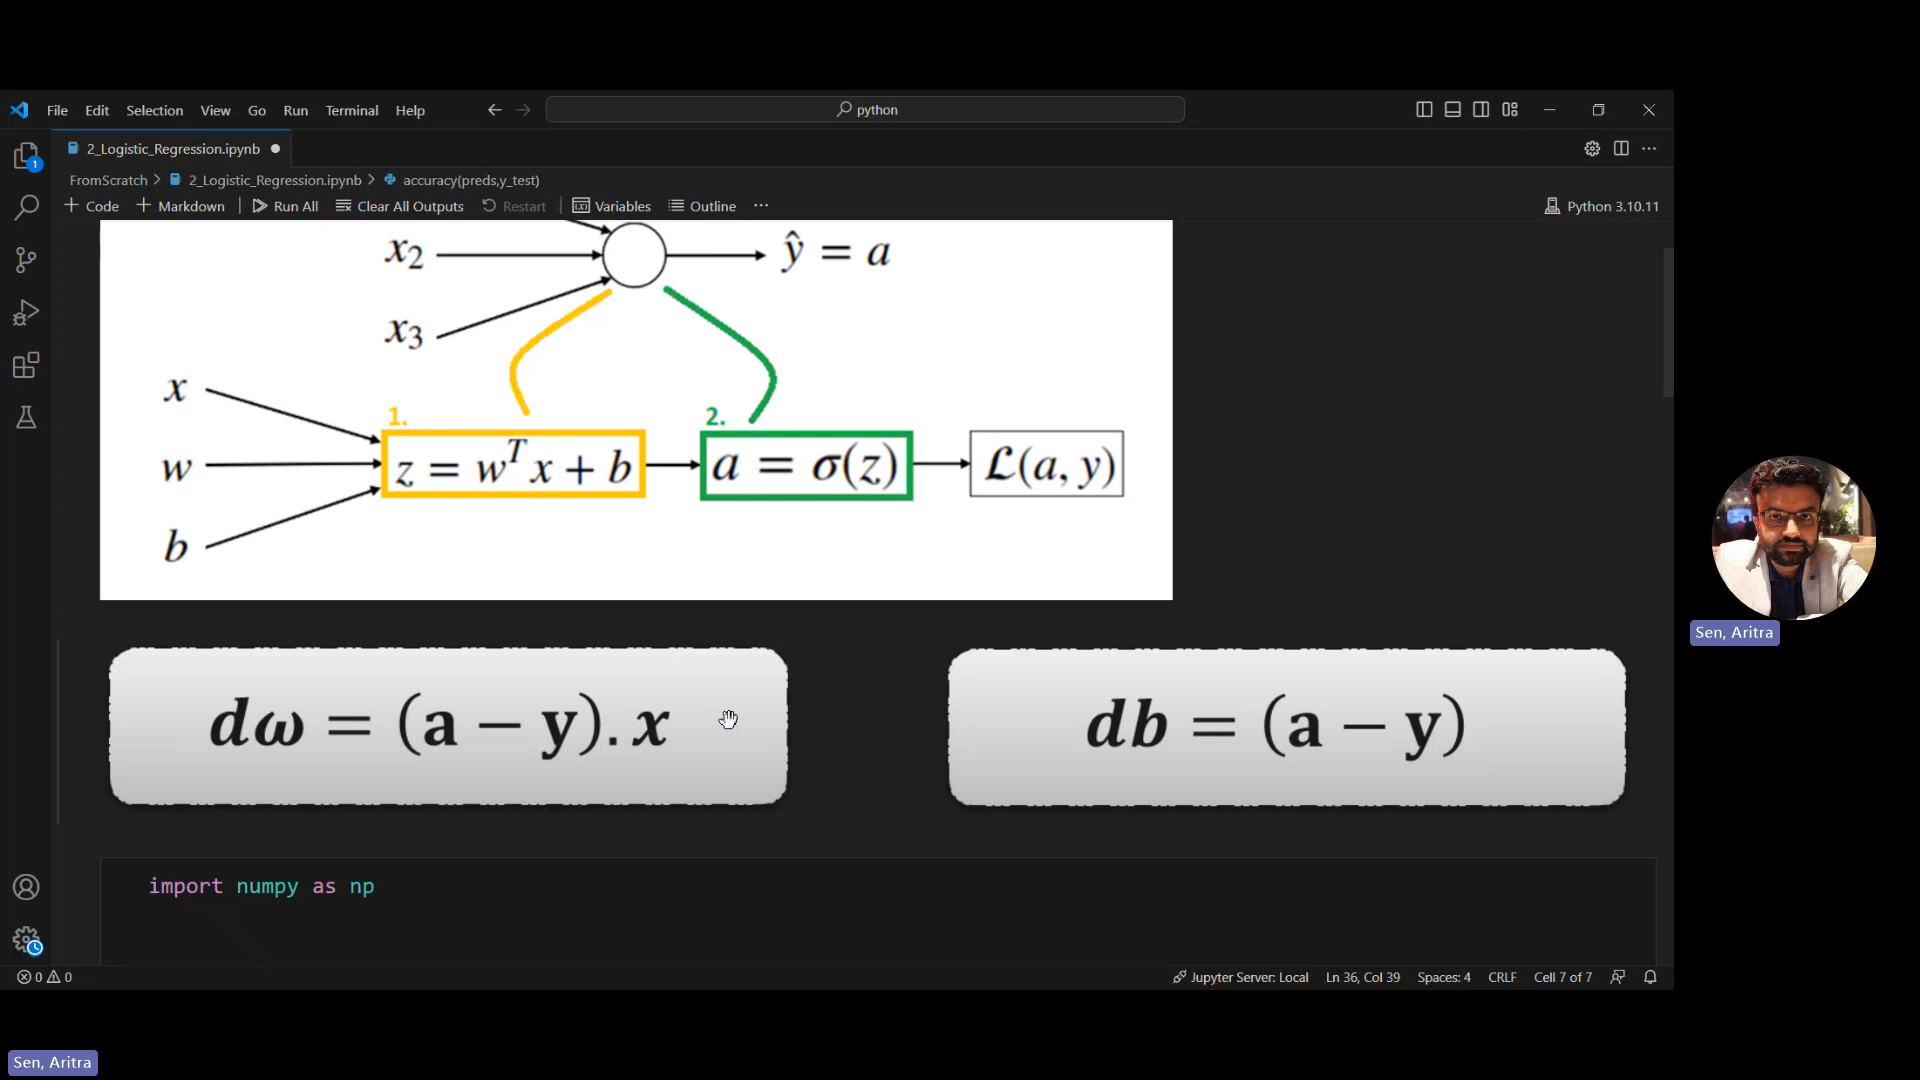 File Edit Selection View Go Run Terminal Help
python
2_Logistic_Regression.ipynb
FromScratch > 2_Logistic_Regression.ipynb > accuracy(preds,y_test)
+ Code + Markdown | Run All Clear All Outputs Restart | Variables Outline ...
Python 3.10.11
x₂
ŷ = a
x₃
x
1.
2.
w
z = wᵀx + b
a = σ(z)
ℒ(a, y)
b
dω = (a − y). x
db = (a − y)
import numpy as np
0 0
Jupyter Server: Local Ln 36, Col 39 Spaces: 4 CRLF Cell 7 of 7
1
Sen, Aritra
Sen, Aritra